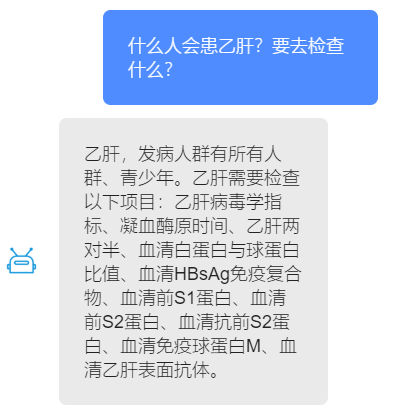 什么人会患乙肝？要去检查
什么？
乙肝，发病人群有所有人
群、青少年。乙肝需要检查
以下项目：乙肝病毒学指
标、凝血酶原时间、乙肝两
对半、血清白蛋白与球蛋白
比值、血清HBsAg免疫复合
物、血清前S1蛋白、血清
前S2蛋白、血清抗前S2蛋
白、血清免疫球蛋白M、血
清乙肝表面抗体。